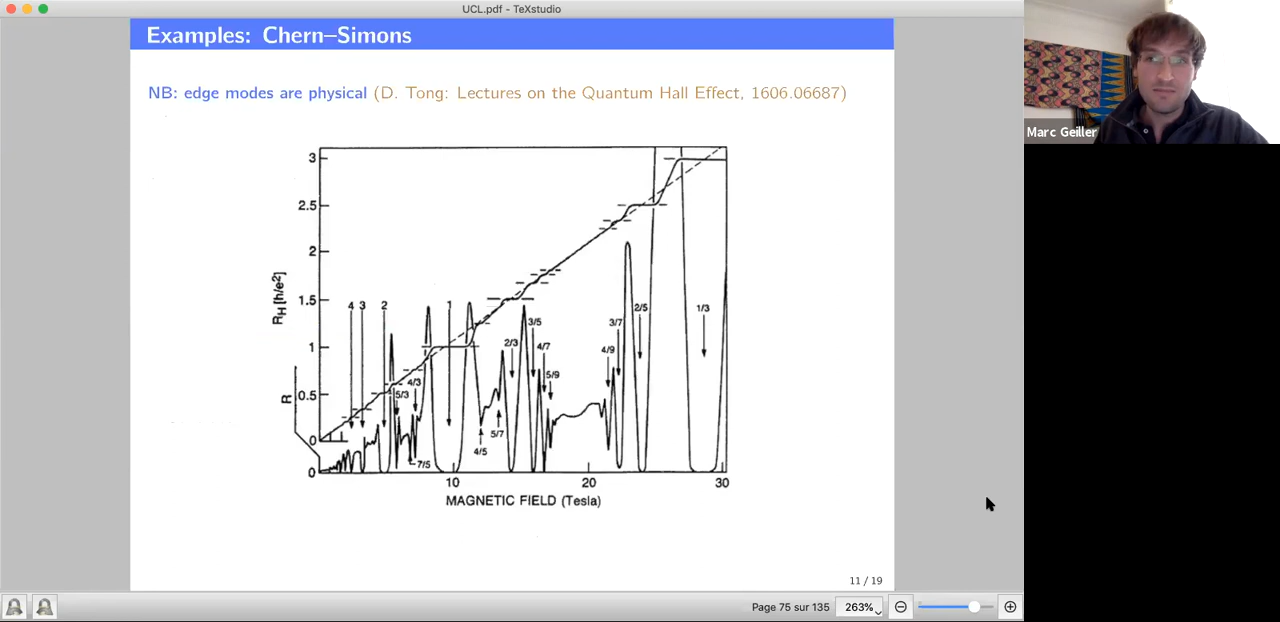 UCL.pdf - TeXstudio
Examples: Chern–Simons
NB: edge modes are physical (D. Tong: Lectures on the Quantum Hall Effect, 1606.06687)
Marc Geiller
3
2.5
2
1.5
1
0.5
0
0
R_H [h/e²]
R
4 3 2 1
5/3
4/3
7/5
4/5
5/7
2/3
3/5
4/7
5/9
4/9
3/7
2/5
1/3
10 20 30
MAGNETIC FIELD (Tesla)
11 / 19
Page 75 sur 135 263%